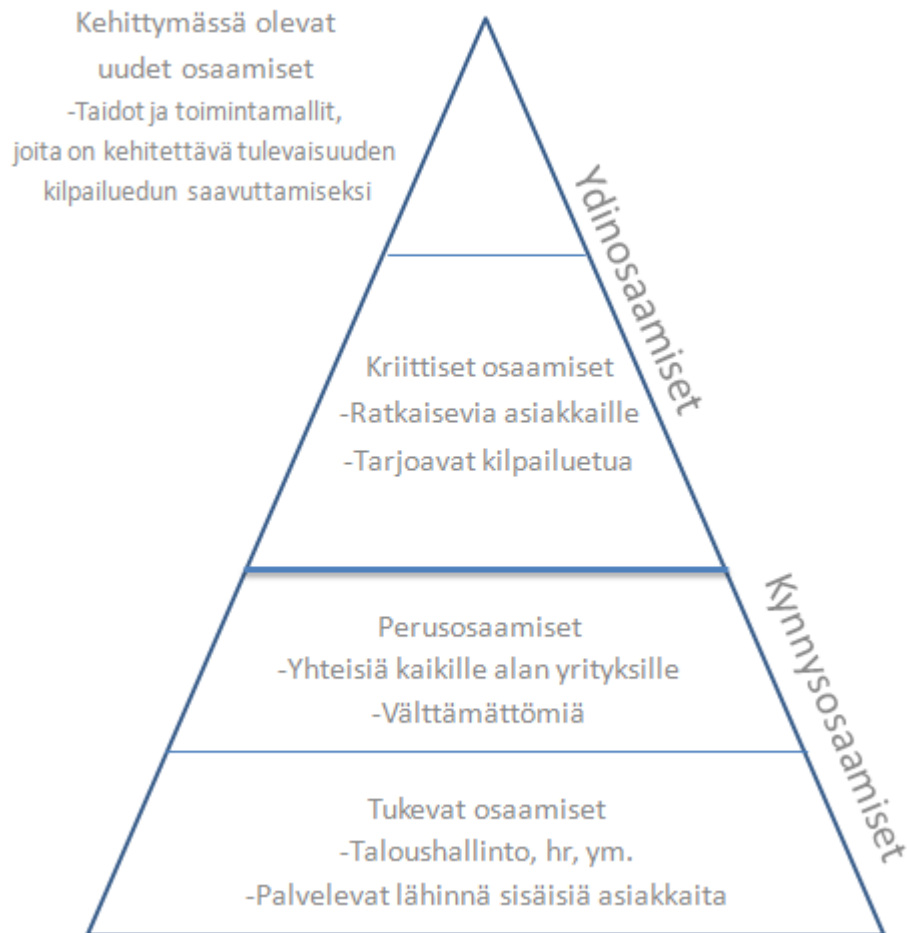 Kehittymässä olevat
uudet osaamiset
-Taidot ja toimintamallit,
joita on kehitettävä tulevaisuuden
kilpailuedun saavuttamiseksi
Ydinosaamiset
Kriittiset osaamiset
-Ratkaisevia asiakkaille
-Tarjoavat kilpailuetua
Kynnysosaamiset
Perusosaamiset
-Yhteisiä kaikille alan yrityksille
-Välttämättömiä
Tukevat osaamiset
-Taloushallinto, hr, ym.
-Palvelevat lähinnä sisäisiä asiakkaita